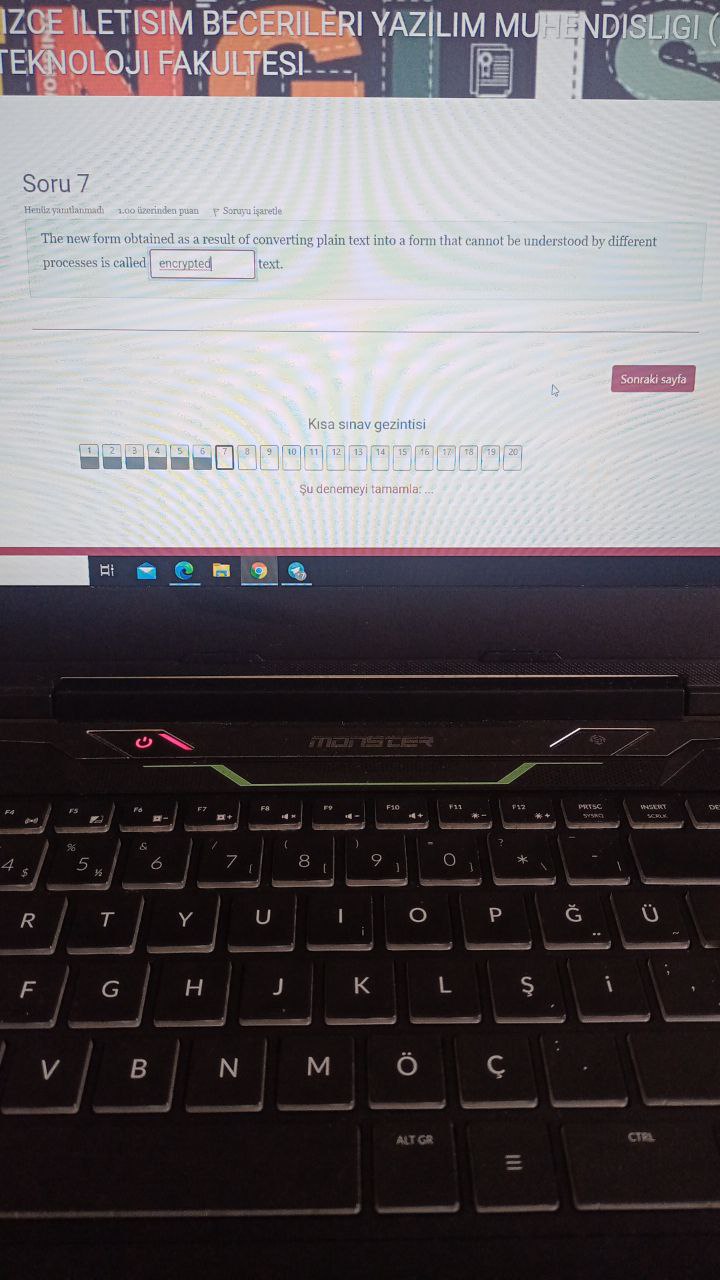 IZCE ILETISIM BECERILERI YAZILIM MUHENDISLIGI (
TEKNOLOJI FAKULTESI
Soru 7
Henüz yanıtlanmadı 1.00 üzerinden puan Soruyu işaretle
The new form obtained as a result of converting plain text into a form that cannot be understood by different
processes is called encrypted text.
Sonraki sayfa
Kısa sınav gezintisi
1 2 3 4 5 6 7 8 9 10 11 12 13 14 15 16 17 18 19 20
Şu denemeyi tamamla: ...
MONSTER
F4 F5 F6 F7 F8 F9 F10 F11 F12 PRTSC INSERT DE
SYSRQ SCRLK
% & / ( ) = ?
4 $ 5 ½ 6 7 { 8 [ 9 ] 0 } * \ - |
R T Y U I i O P Ğ ¨ Ü ~
F G H J K L Ş ´ i ; ,
V B N M Ö Ç : .
ALT GR CTRL